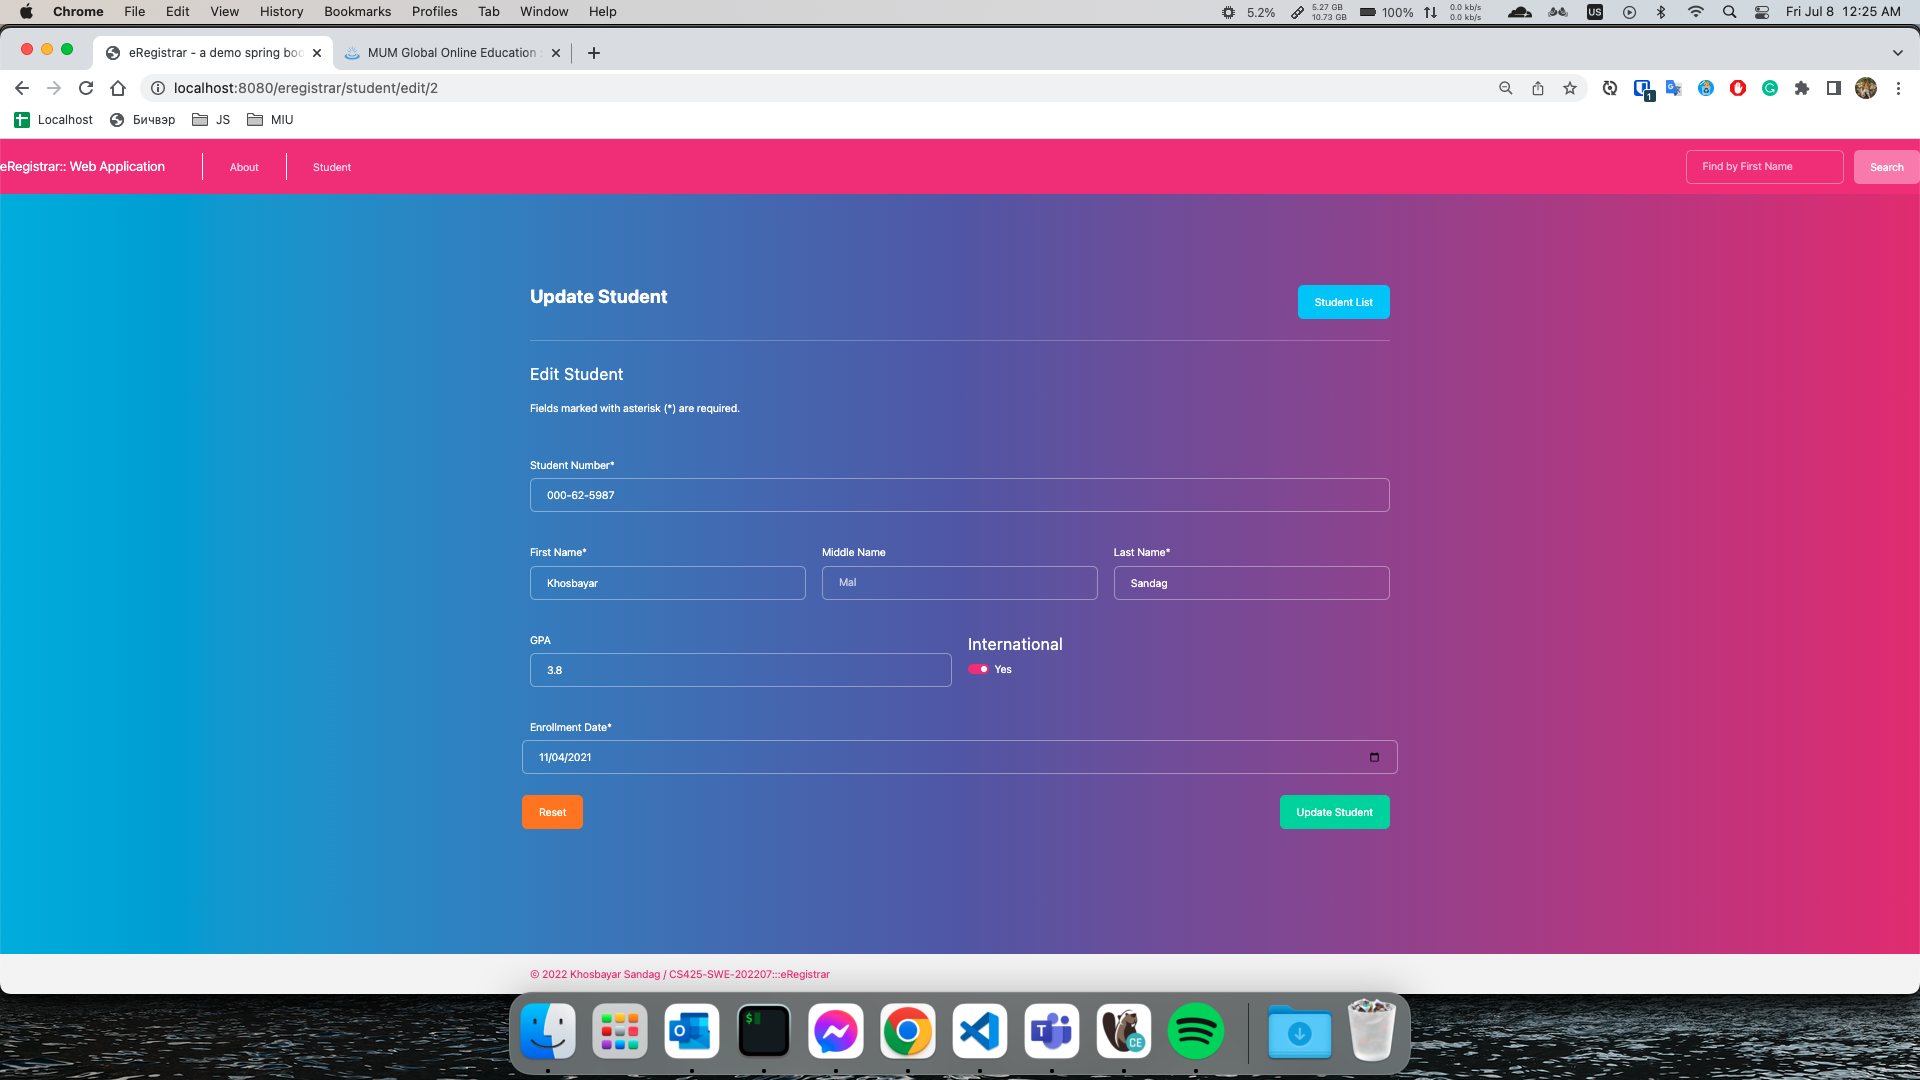 Chrome File Edit View History Bookmarks Profiles Tab Window Help 5.2% 5.27 GB 10.73 GB 100% 0.0 kb/s 0.0 kb/s US Fri Jul 8 12:25 AM
eRegistrar - a demo spring boo MUM Global Online Education :
localhost:8080/eregistrar/student/edit/2 1
Localhost Бичвэр JS MIU
eRegistrar:: Web Application About Student Find by First Name Search
Update Student Student List
Edit Student
Fields marked with asterisk (*) are required.
Student Number*
000-62-5987
First Name* Middle Name Last Name*
Khosbayar Mal Sandag
GPA International
3.8 Yes
Enrollment Date*
11/04/2021
Reset Update Student
© 2022 Khosbayar Sandag / CS425-SWE-202207:::eRegistrar
O $ T CE